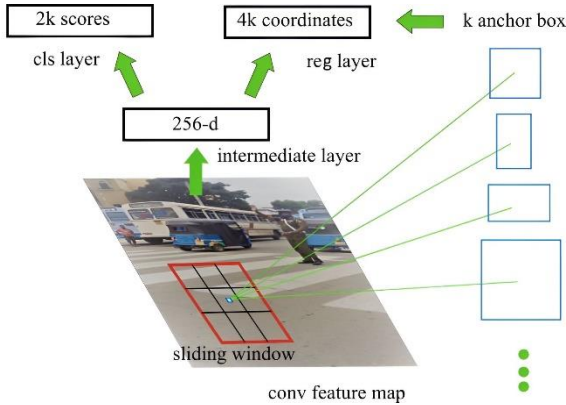 2k scores
4k coordinates
k anchor box
cls layer
reg layer
256-d
intermediate layer
sliding window
conv feature map